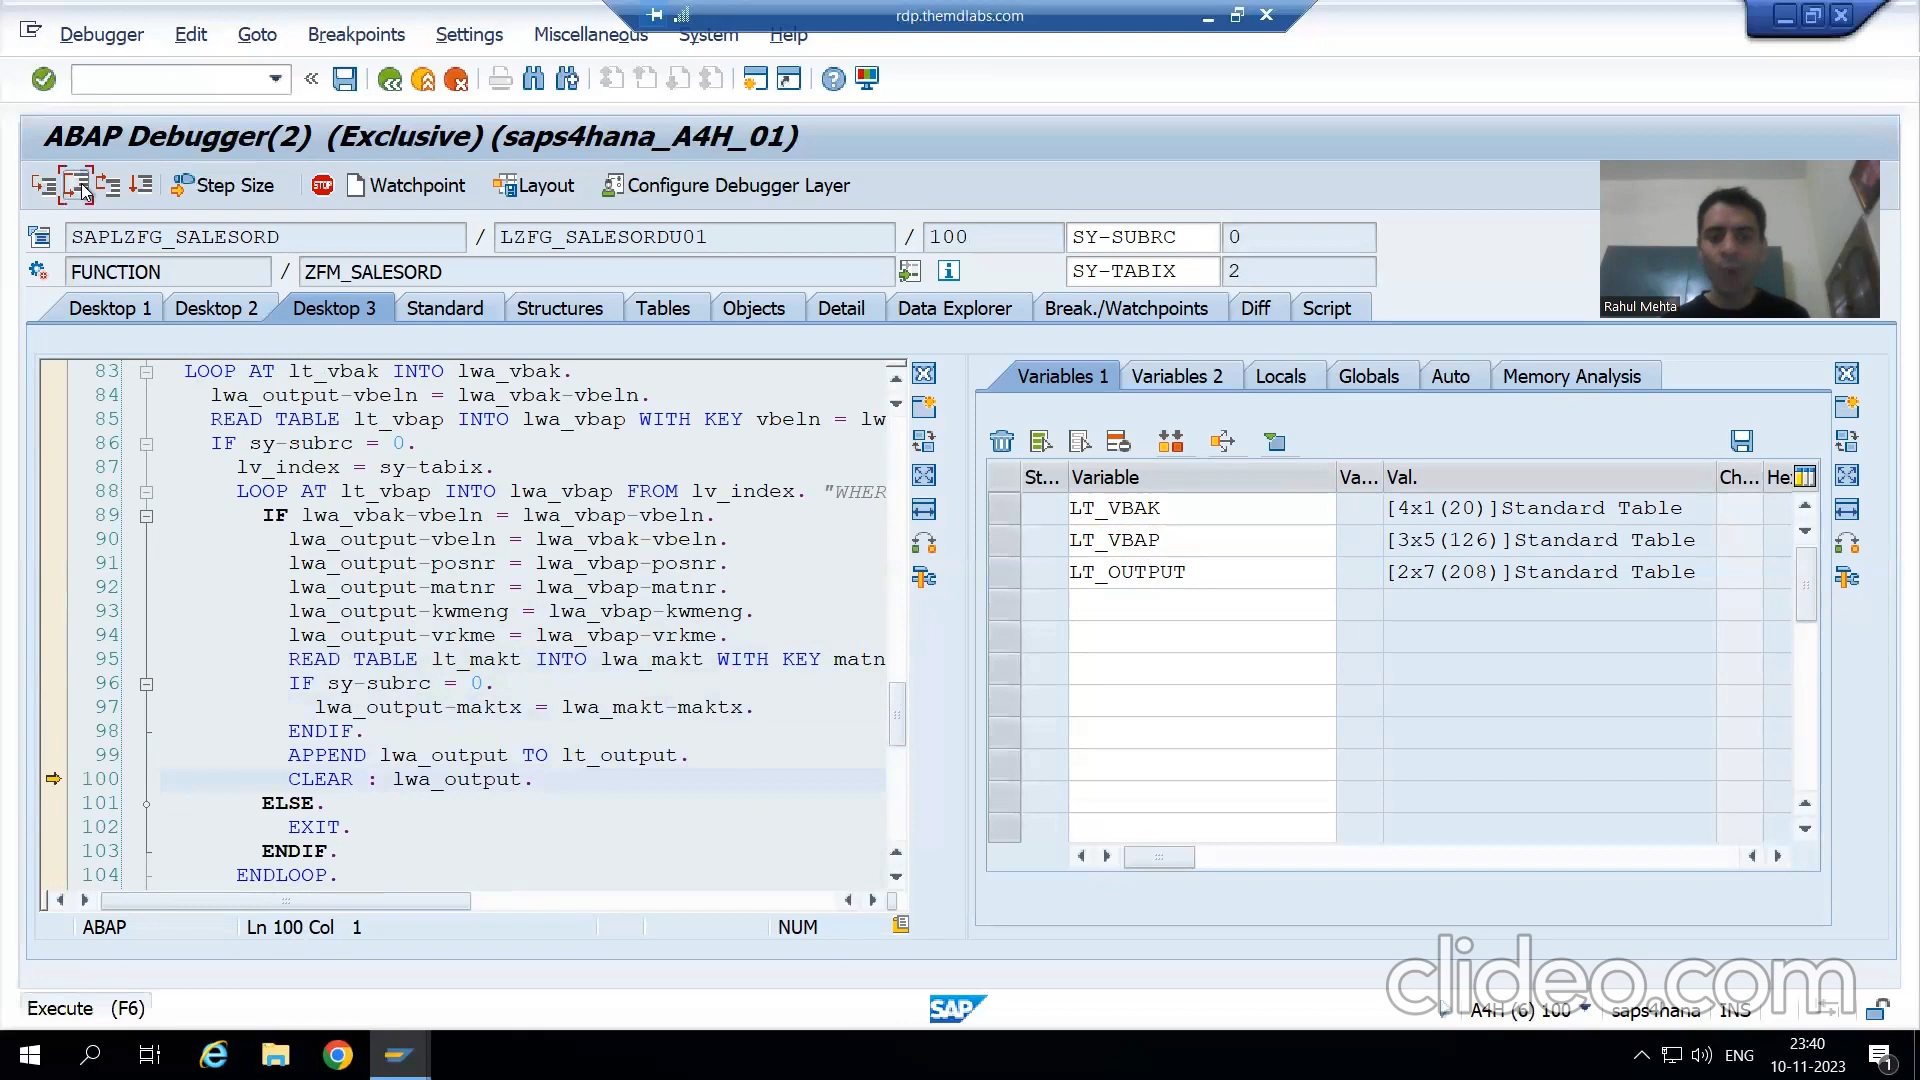 rdp.themdlabs.com
Debugger Edit Goto Breakpoints Settings Miscellaneous System Help
ABAP Debugger(2) (Exclusive) (saps4hana_A4H_01)
Step Size STOP Watchpoint Layout Configure Debugger Layer
SAPLZFG_SALESORD / LZFG_SALESORDU01 / 100 SY-SUBRC 0
FUNCTION / ZFM_SALESORD SY-TABIX 2
Rahul Mehta
Desktop 1 Desktop 2 Desktop 3 Standard Structures Tables Objects Detail Data Explorer Break./Watchpoints Diff Script
83 LOOP AT lt_vbak INTO lwa_vbak.
84 lwa_output-vbeln = lwa_vbak-vbeln.
85 READ TABLE lt_vbap INTO lwa_vbap WITH KEY vbeln = lw
86 IF sy-subrc = 0.
87 lv_index = sy-tabix.
88 LOOP AT lt_vbap INTO lwa_vbap FROM lv_index. "WHER
89 IF lwa_vbak-vbeln = lwa_vbap-vbeln.
90 lwa_output-vbeln = lwa_vbak-vbeln.
91 lwa_output-posnr = lwa_vbap-posnr.
92 lwa_output-matnr = lwa_vbap-matnr.
93 lwa_output-kwmeng = lwa_vbap-kwmeng.
94 lwa_output-vrkme = lwa_vbap-vrkme.
95 READ TABLE lt_makt INTO lwa_makt WITH KEY matn
96 IF sy-subrc = 0.
97 lwa_output-maktx = lwa_makt-maktx.
98 ENDIF.
99 APPEND lwa_output TO lt_output.
100 CLEAR : lwa_output.
101 ELSE.
102 EXIT.
103 ENDIF.
104 ENDLOOP.
ABAP Ln 100 Col 1 NUM
Variables 1 Variables 2 Locals Globals Auto Memory Analysis
St... Variable Va... Val. Ch... He
LT_VBAK [4x1(20)]Standard Table
LT_VBAP [3x5(126)]Standard Table
LT_OUTPUT [2x7(208)]Standard Table
clideo.com
Execute (F6) SAP A4H (6) 100 saps4hana INS
ENG
23:40
10-11-2023
1